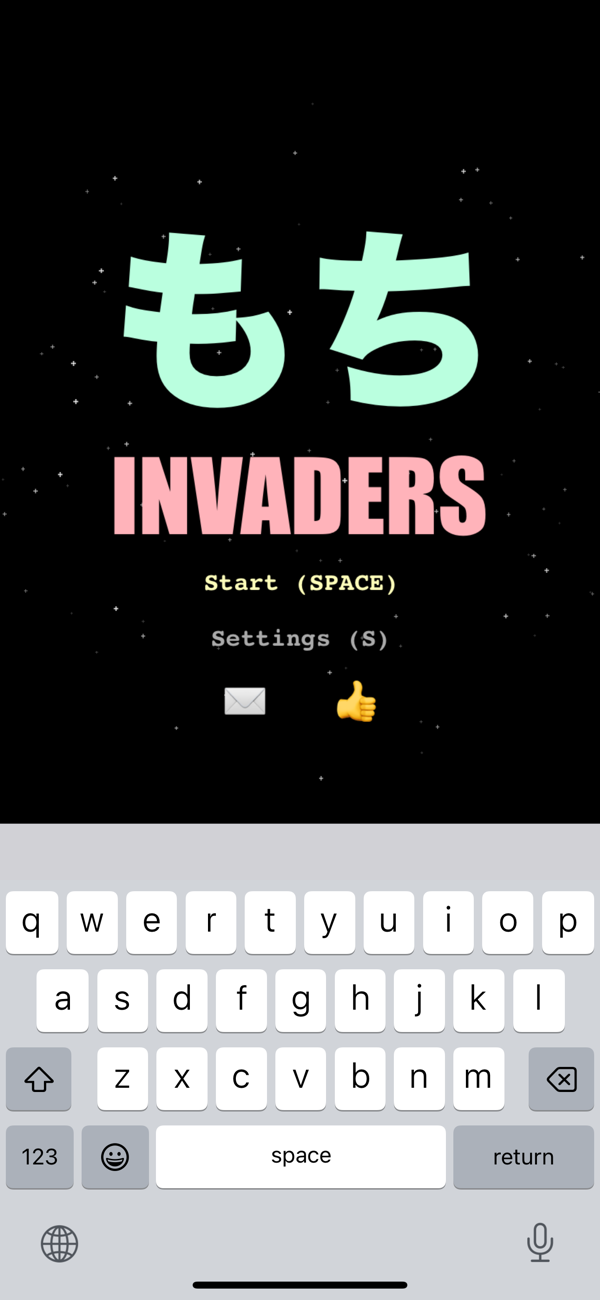 もち
INVADERS
Start (SPACE)
Settings (S)
q w e r t y u i o p
a s d f g h j k l
z x c v b n m
123 space return